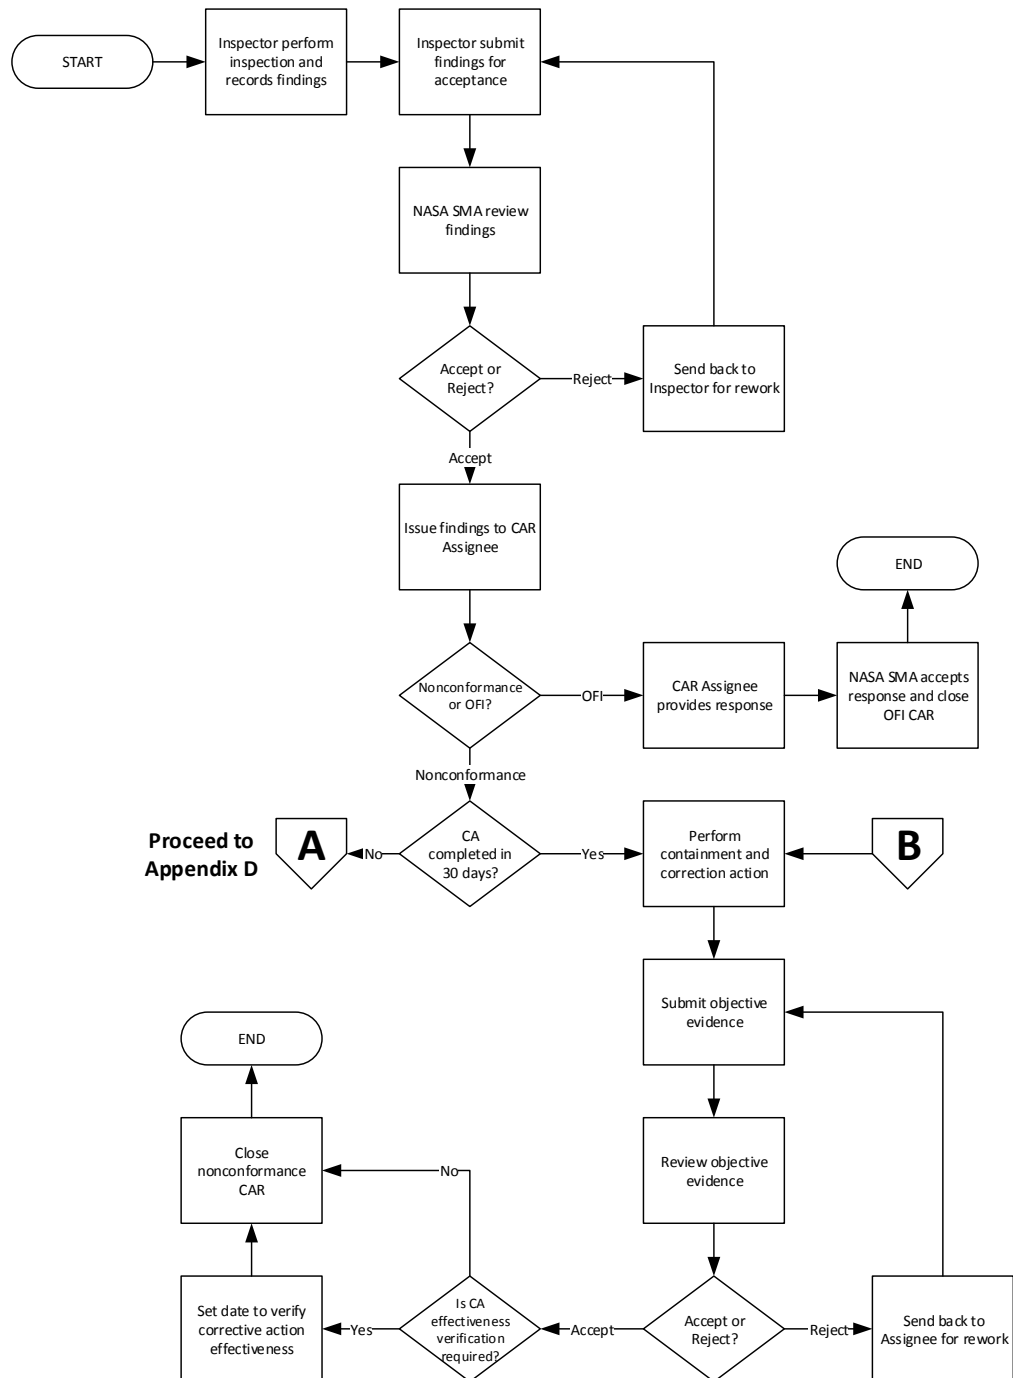 START
Inspector perform
inspection and
records findings
Inspector submit
findings for
acceptance
NASA SMA review
findings
Accept or
Reject?
Reject
Send back to
Inspector for rework
Accept
Issue findings to CAR
Assignee
END
Nonconformance
or OFI?
OFI
CAR Assignee
provides response
NASA SMA accepts
response and close
OFI CAR
Nonconformance
Proceed to
Appendix D
A
No
CA
completed in
30 days?
Yes
Perform
containment and
correction action
B
Submit objective
evidence
END
Review objective
evidence
Close
nonconformance
CAR
No
Set date to verify
corrective action
effectiveness
Yes
Is CA
effectiveness
verification
required?
Accept
Accept or
Reject?
Reject
Send back to
Assignee for rework